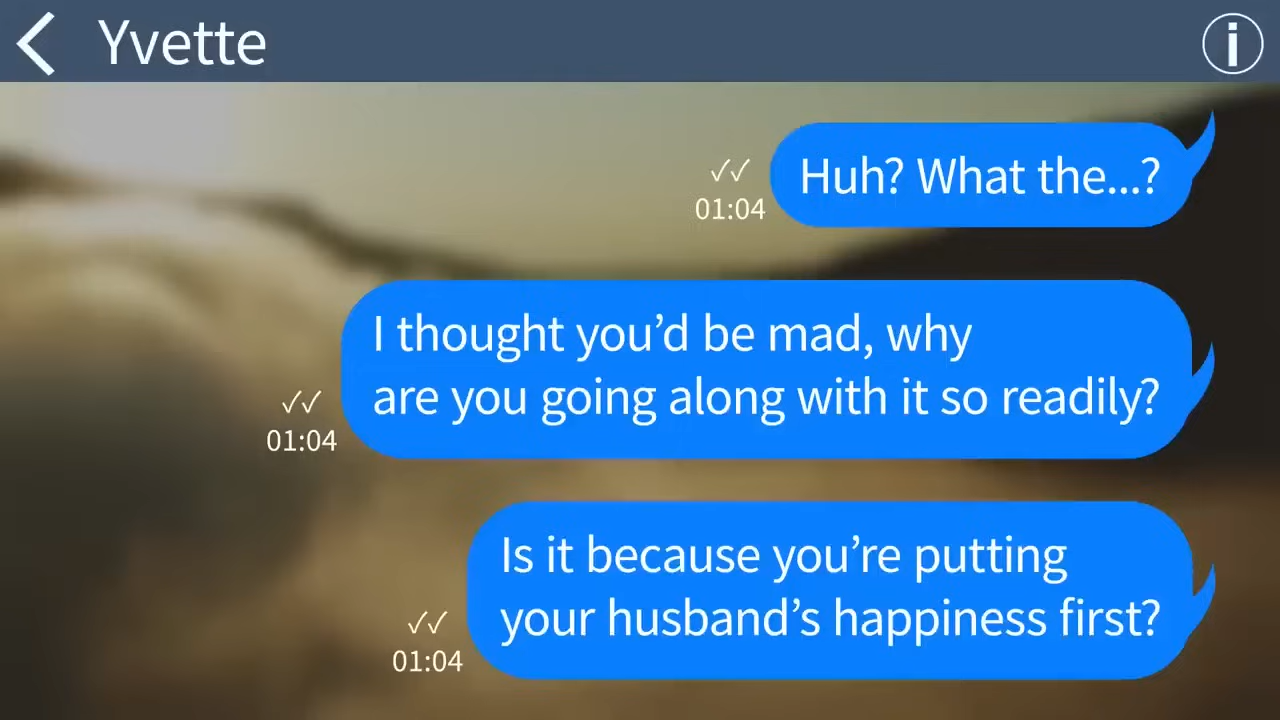 Yvette
Huh? What the...?
01:04
I thought you’d be mad, why
are you going along with it so readily?
01:04
Is it because you’re putting
your husband’s happiness first?
01:04